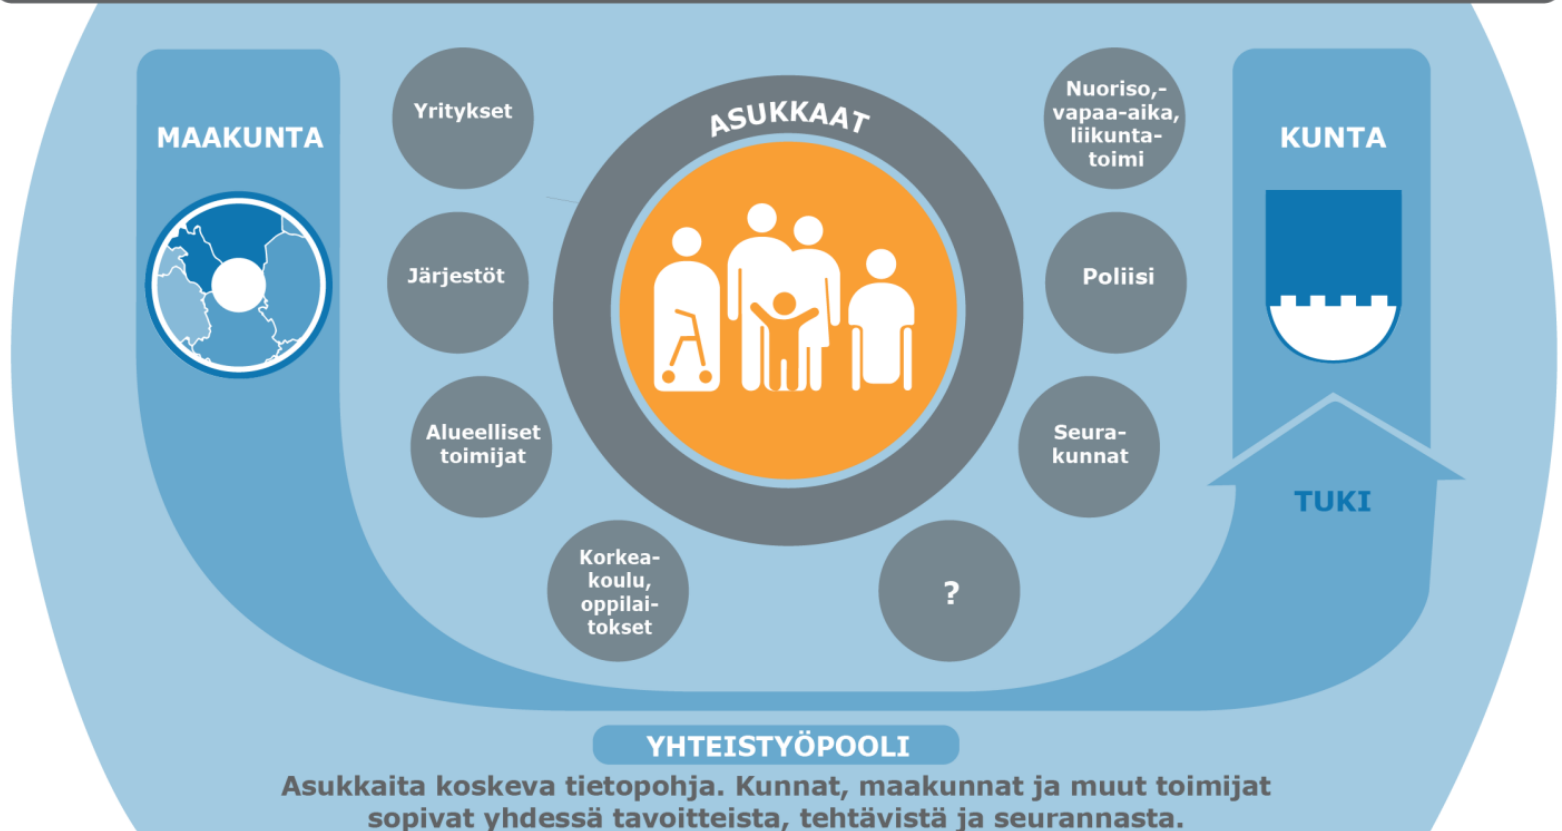 MAAKUNTA
Yritykset
Järjestöt
Alueelliset
toimijat
Korkea-
koulu,
oppilai-
tokset
ASUKKAAT
Nuoriso,-
vapaa-aika,
liikunta-
toimi
Poliisi
Seura-
kunnat
?
KUNTA
TUKI
YHTEISTYÖPOOLI
Asukkaita koskeva tietopohja. Kunnat, maakunnat ja muut toimijat
sopivat yhdessä tavoitteista, tehtävistä ja seurannasta.